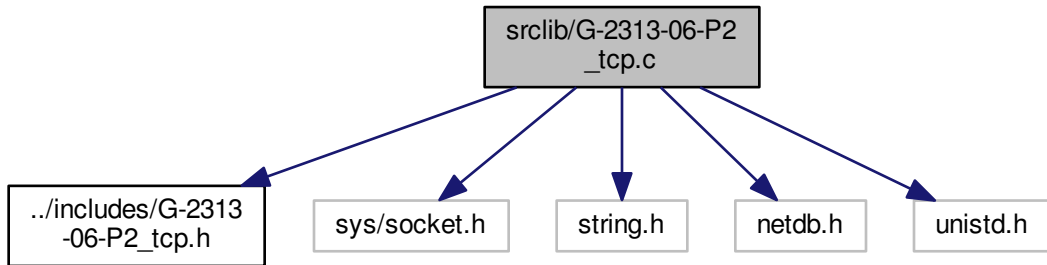 srclib/G-2313-06-P2
_tcp.c
../includes/G-2313
-06-P2_tcp.h
sys/socket.h
string.h
netdb.h
unistd.h